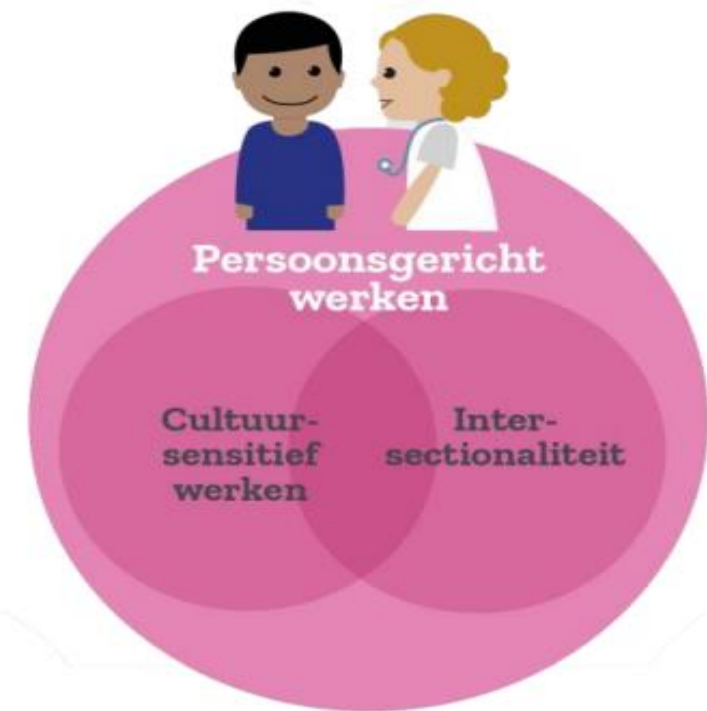 Persoonsgericht
werken
Cultuur-
sensitief
werken
Inter-
sectionaliteit